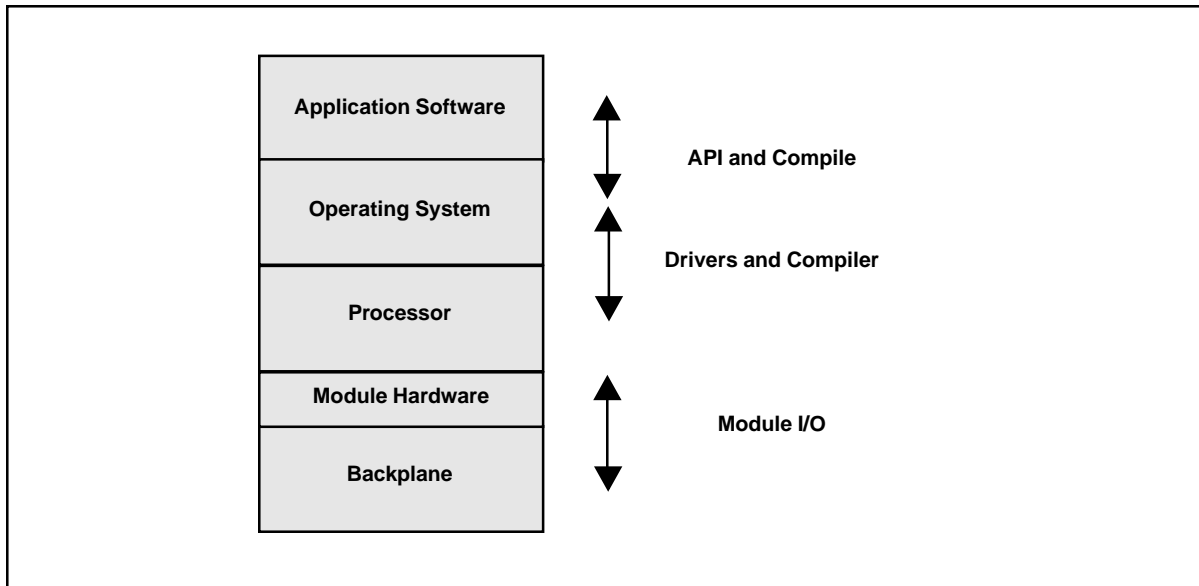 Application Software
API and Compile
Operating System
Drivers and Compiler
Processor
Module Hardware
Module I/O
Backplane